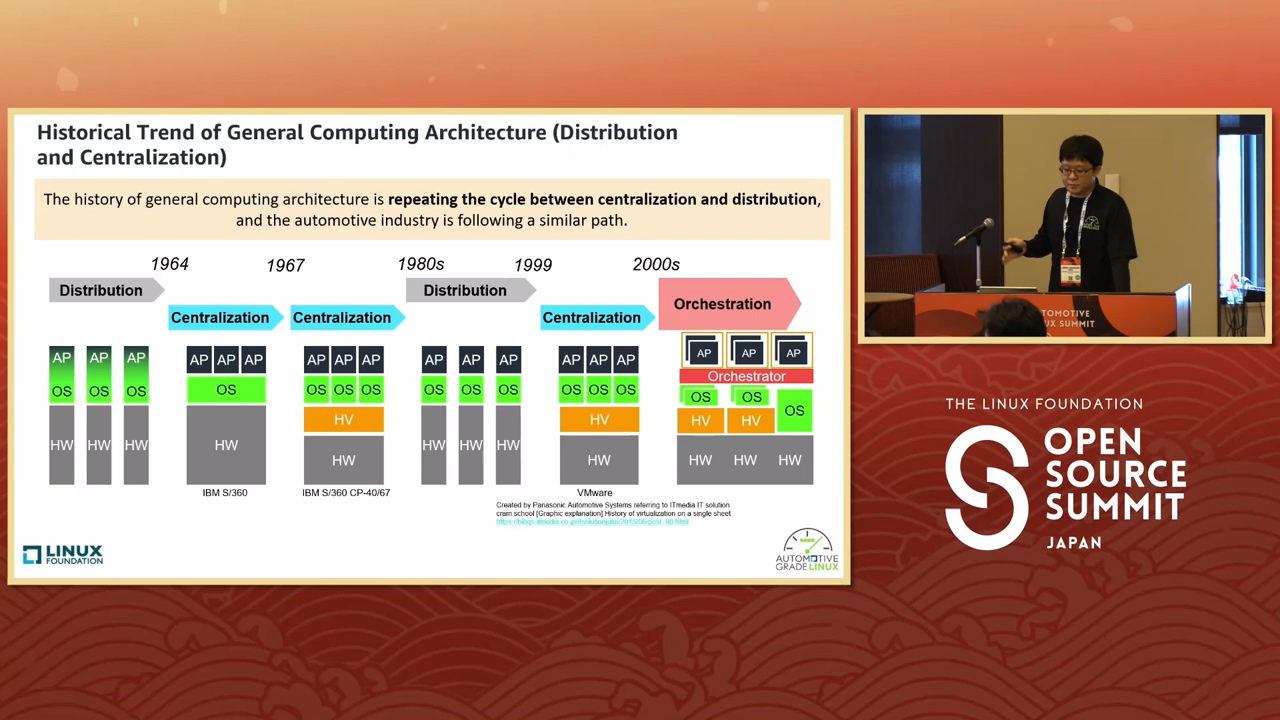 Historical Trend of General Computing Architecture (Distribution
and Centralization)
The history of general computing architecture is repeating the cycle between centralization and distribution,
and the automotive industry is following a similar path.
1964 1967 1980s 1999 2000s
Distribution Distribution Orchestration
Centralization Centralization Centralization
AP AP AP AP AP AP AP AP AP AP AP AP AP AP AP AP AP AP
Orchestrator
OS OS OS OS OS OS OS OS OS OS OS OS OS OS OS OS OS
HV HV HV HV
HW HW HW HW HW HW HW HW HW HW HW HW
IBM S/360 IBM S/360 CP-40/67 VMware
Created by Panasonic Automotive Systems referring to ITmedia IT solution
cram school [Graphic explanation] History of virtualization on a single sheet
LINUX
FOUNDATION
AUTOMOTIVE
GRADE LINUX
UX SUMMIT
THE LINUX FOUNDATION
OPEN
SOURCE
SUMMIT
JAPAN